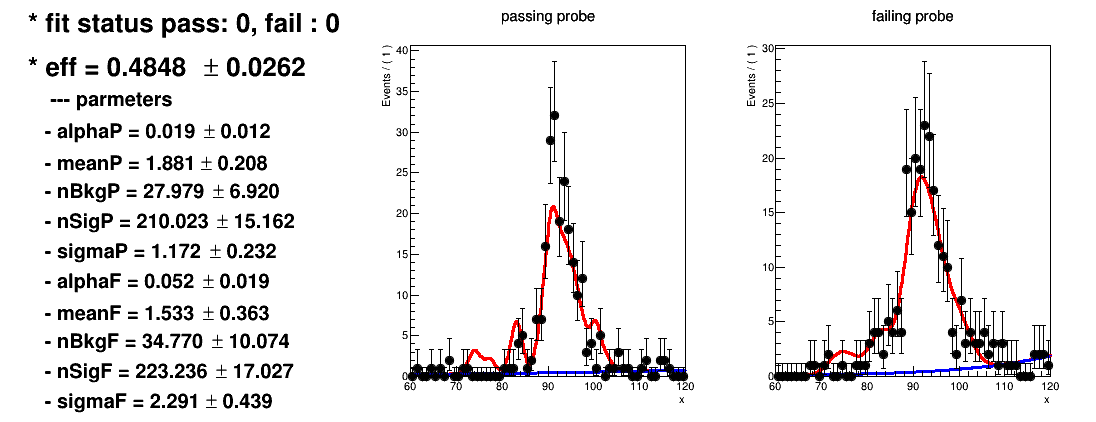 * fit status pass: 0, fail : 0
* eff = 0.4848 ± 0.0262
--- parmeters
- alphaP = 0.019 ± 0.012
- meanP = 1.881 ± 0.208
- nBkgP = 27.979 ± 6.920
- nSigP = 210.023 ± 15.162
- sigmaP = 1.172 ± 0.232
- alphaF = 0.052 ± 0.019
- meanF = 1.533 ± 0.363
- nBkgF = 34.770 ± 10.074
- nSigF = 223.236 ± 17.027
- sigmaF = 2.291 ± 0.439
passing probe
Events / ( 1 )
40
35
30
25
20
15
10
5
0
60 70 80 90 100 110 120
x
failing probe
Events / ( 1 )
30
25
20
15
10
5
0
60 70 80 90 100 110 120
x